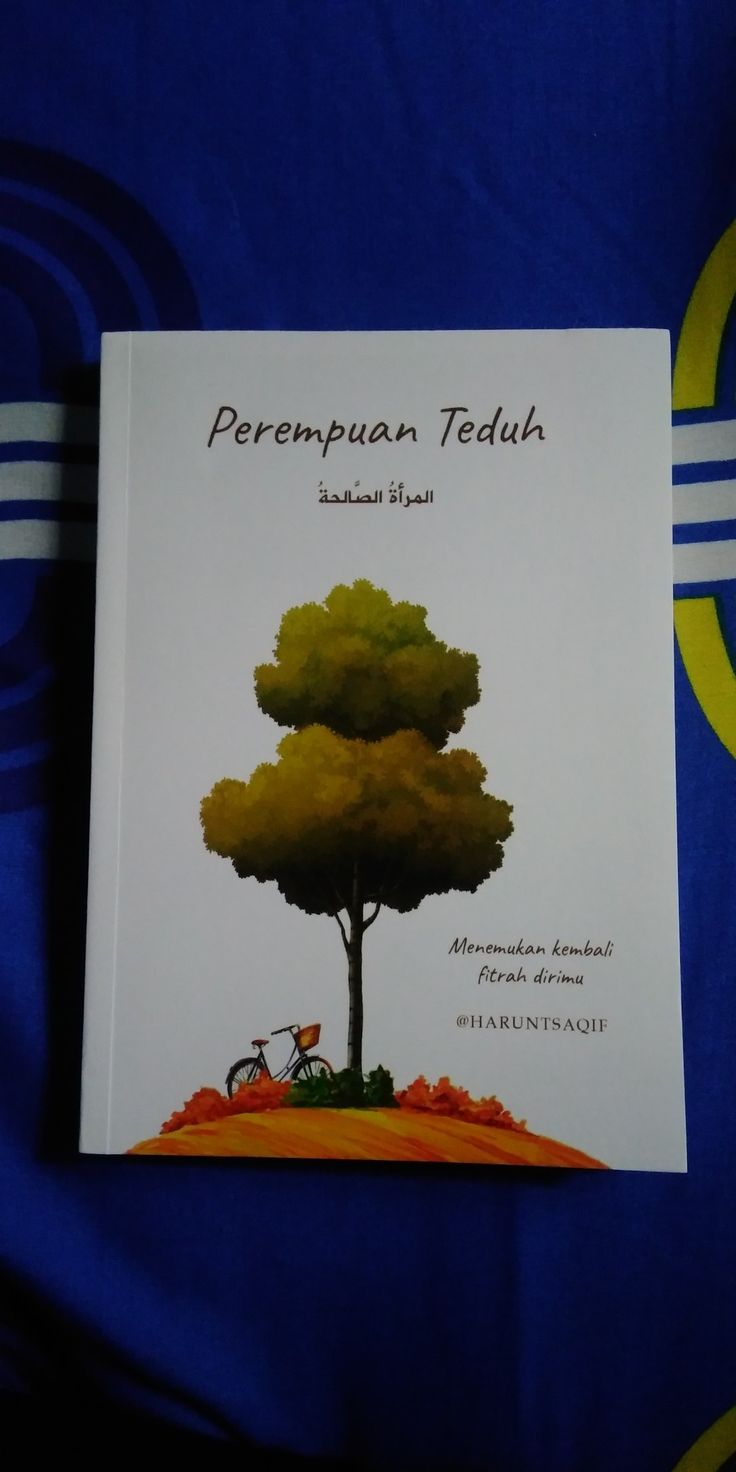 Perempuan Teduh
المرأةُ الصَّالحةُ
Menemukan kembali
fitrah dirimu
@HARUNTSAQIF